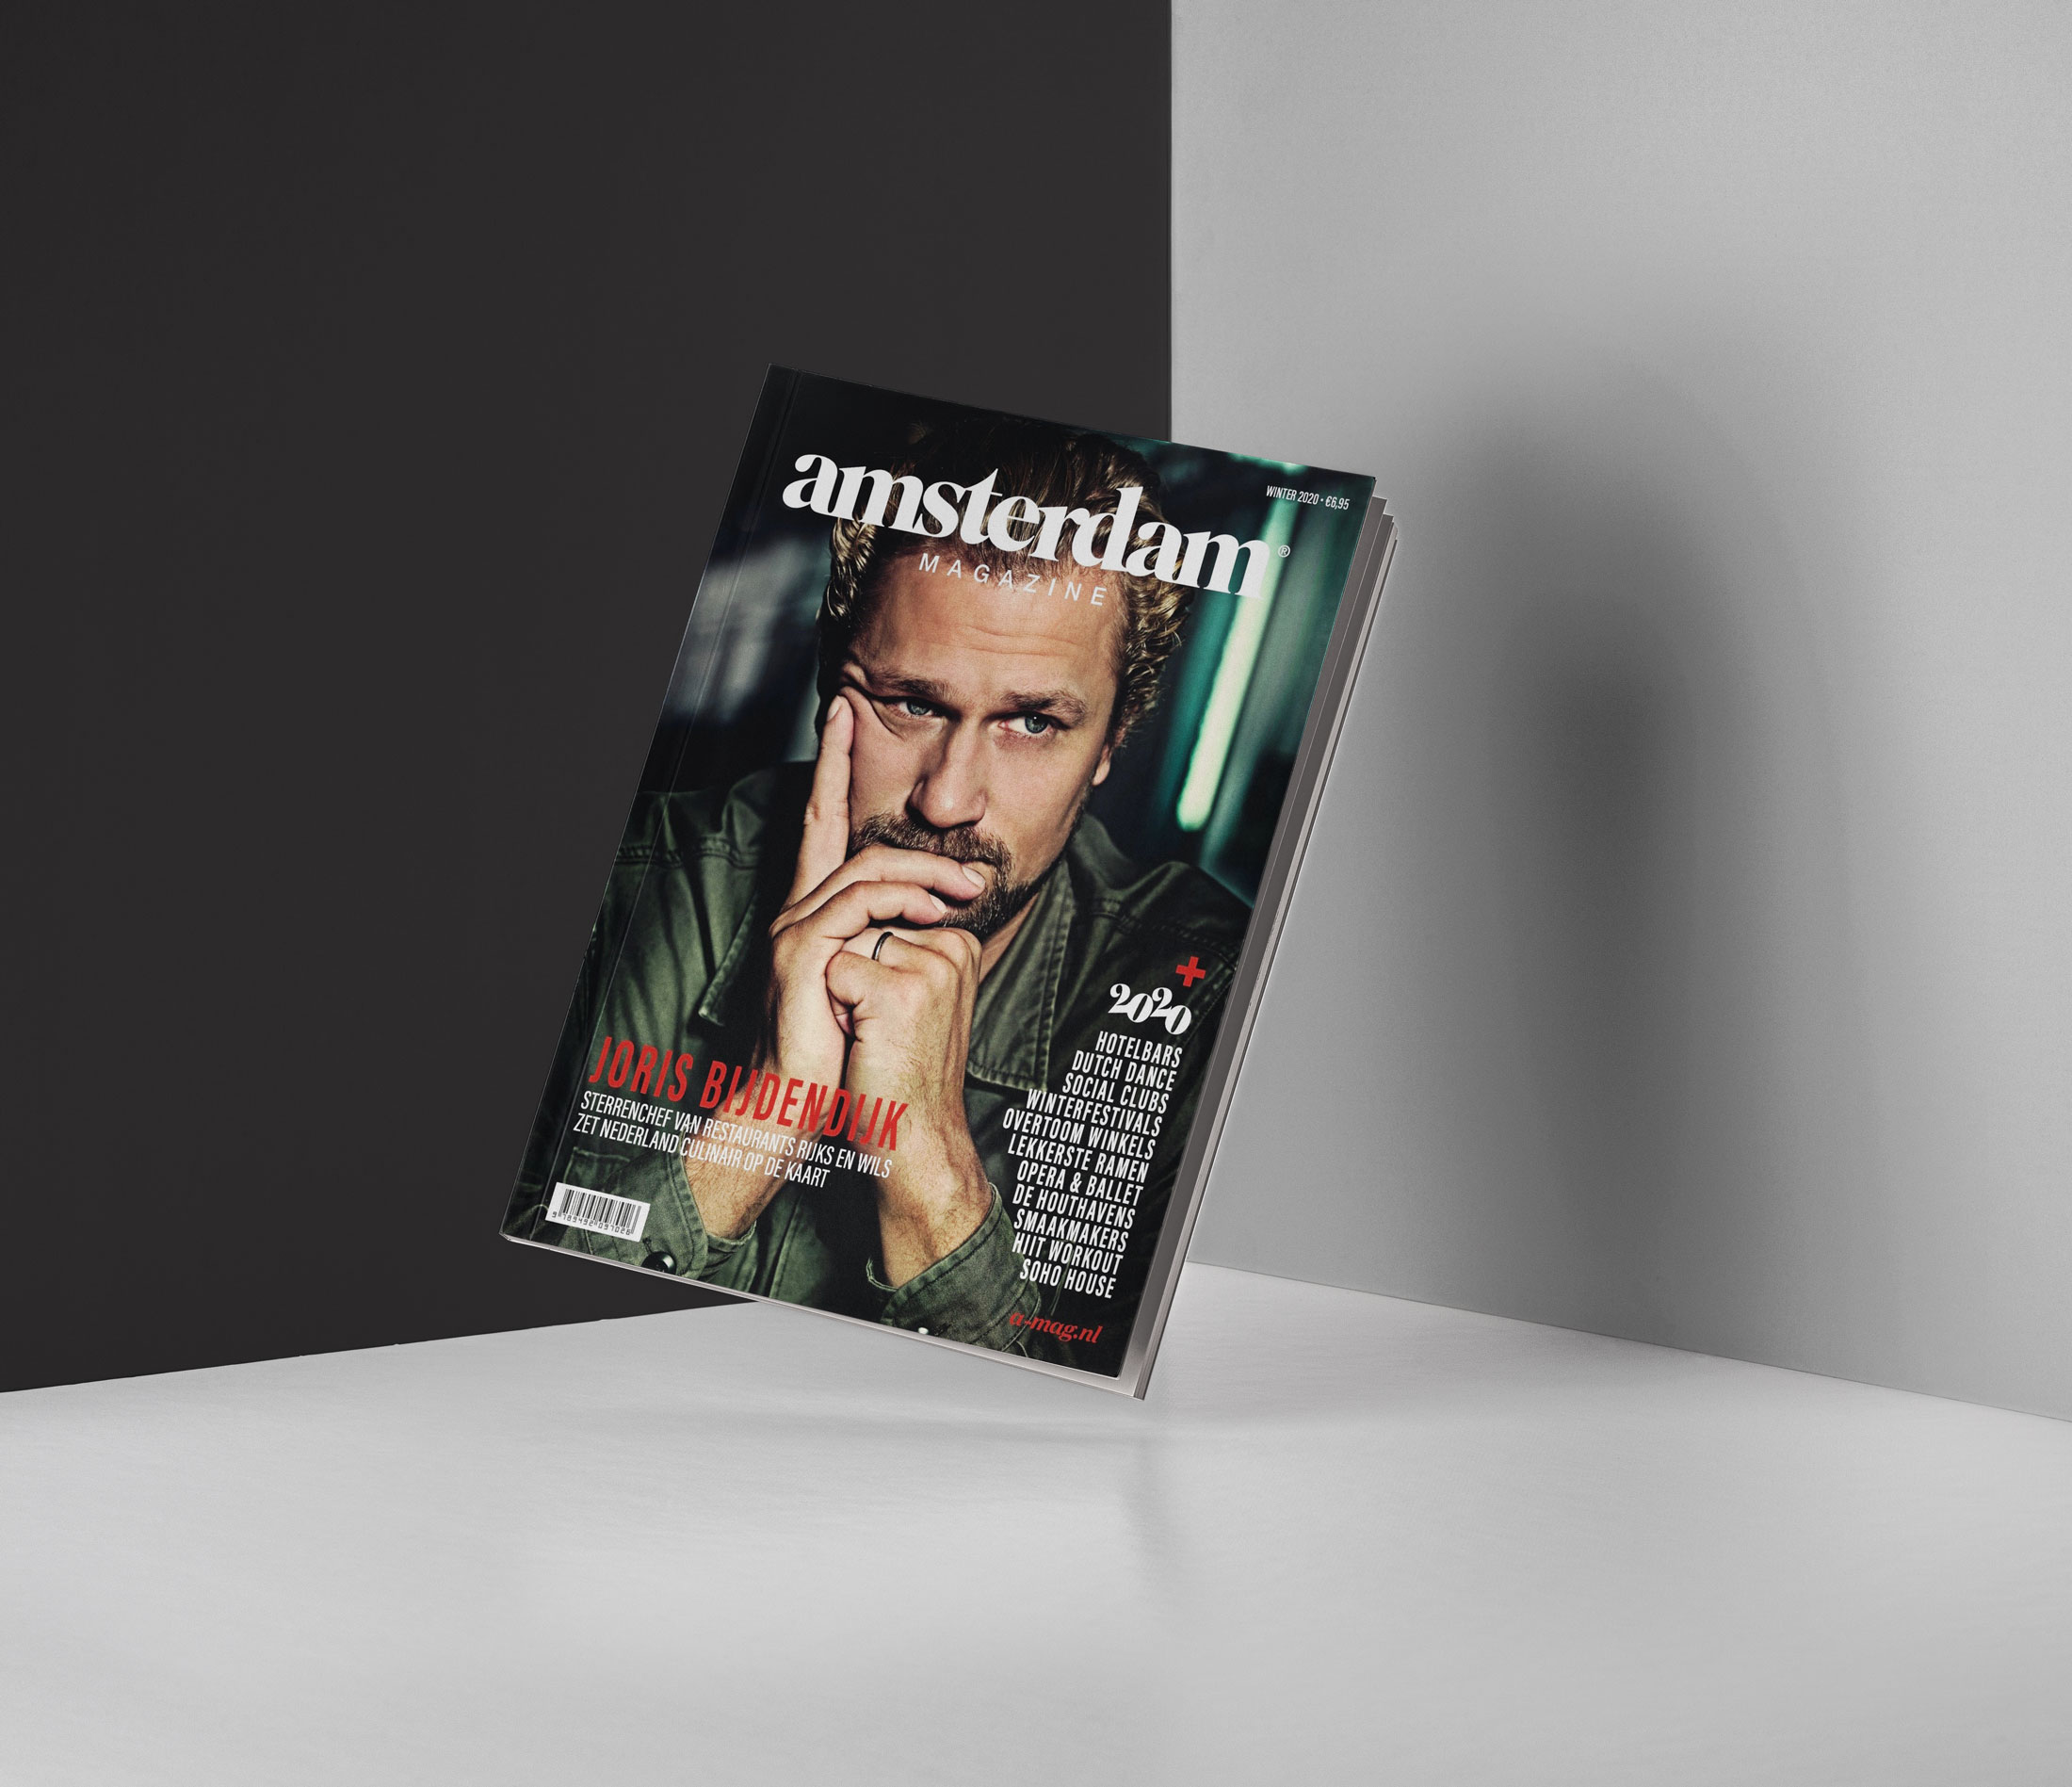 WINTER 2020 • €6,95
amsterdam®
MAGAZINE
+
2020
HOTELBARS
DUTCH DANCE
SOCIAL CLUBS
WINTERFESTIVALS
OVERTOOM WINKELS
LEKKERSTE RAMEN
OPERA & BALLET
DE HOUTHAVENS
SMAAKMAKERS
HIIT WORKOUT
SOHO HOUSE
a-mag.nl
JORIS BIJDENDIJK
STERRENCHEF VAN RESTAURANTS RIJKS EN WILS
ZET NEDERLAND CULINAIR OP DE KAART